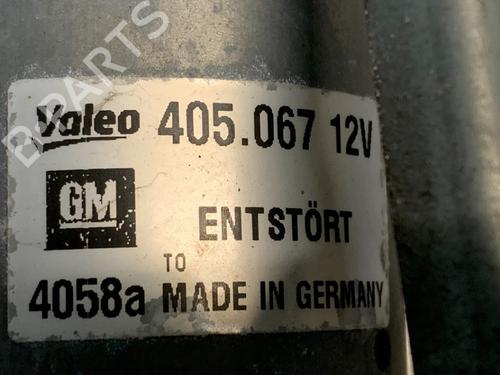 Valeo 405.067 12V
GM ENTSTÖRT
TO
4058a MADE IN GERMANY
B-PARTS